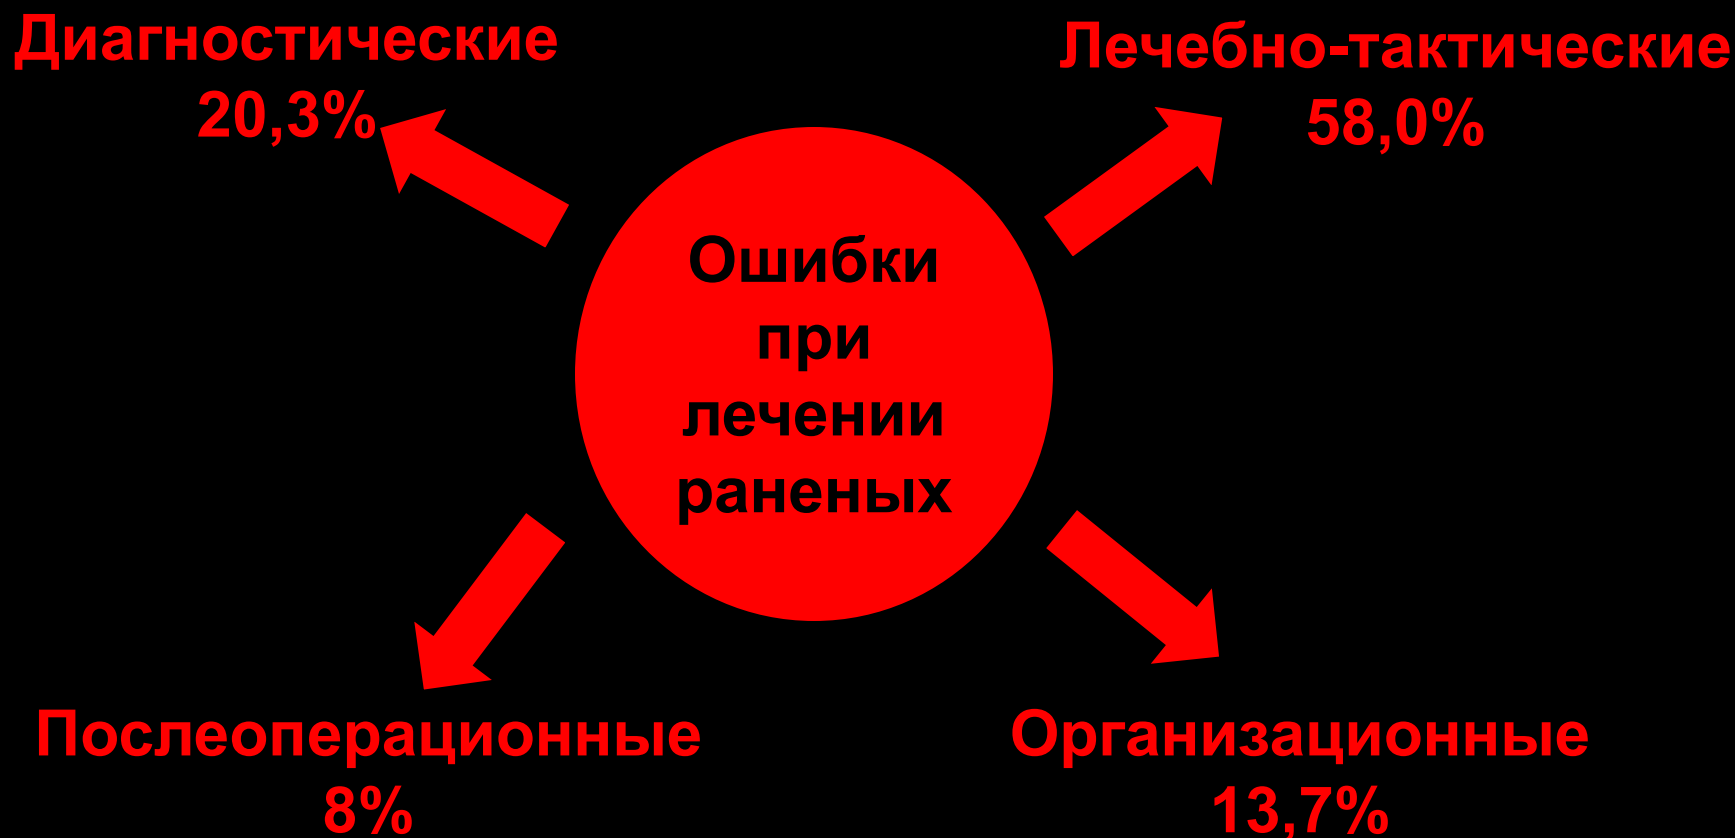 Диагностические
20,3%
Лечебно-тактические
58,0%
Ошибки
при
лечении
раненых
Послеоперационные
8%
Организационные
13,7%